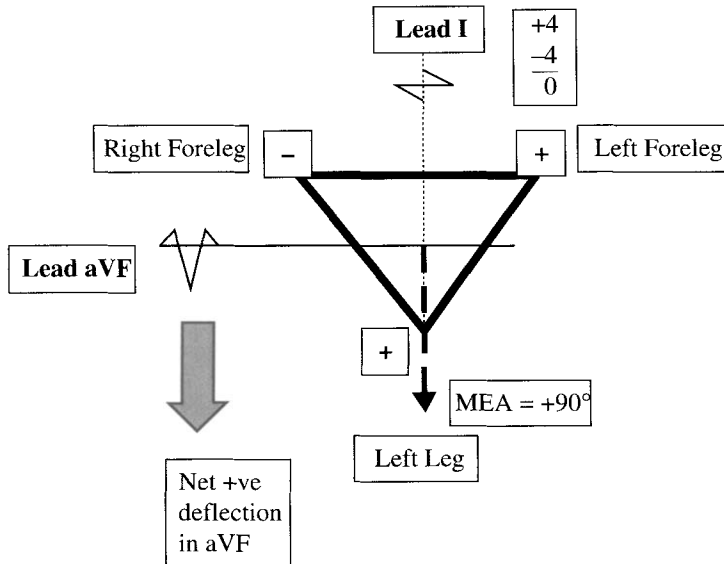 Lead I
+4
–4
0
Right Foreleg
–
+
Left Foreleg
Lead aVF
+
MEA = +90°
Left Leg
Net +ve
deflection
in aVF